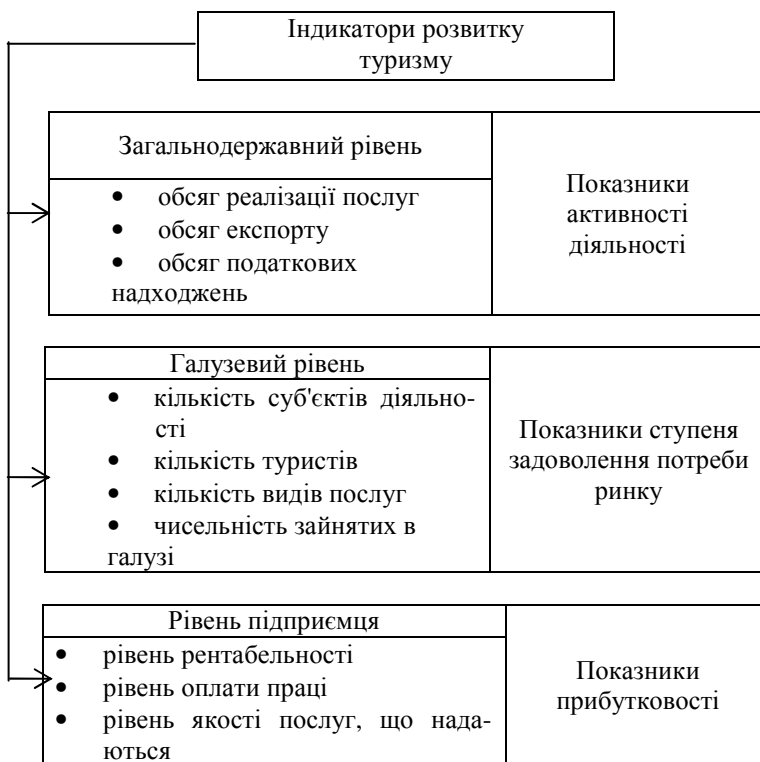 Індикатори розвитку
туризму
Загальнодержавний рівень
• обсяг реалізації послуг
• обсяг експорту
• обсяг податкових
надходжень
Показники
активності
діяльності
Галузевий рівень
• кількість суб'єктів діяльно-
сті
• кількість туристів
• кількість видів послуг
• чисельність зайнятих в
галузі
Показники ступеня
задоволення потреби
ринку
Рівень підприємця
• рівень рентабельності
• рівень оплати праці
• рівень якості послуг, що нада-
ються
Показники
прибутковості